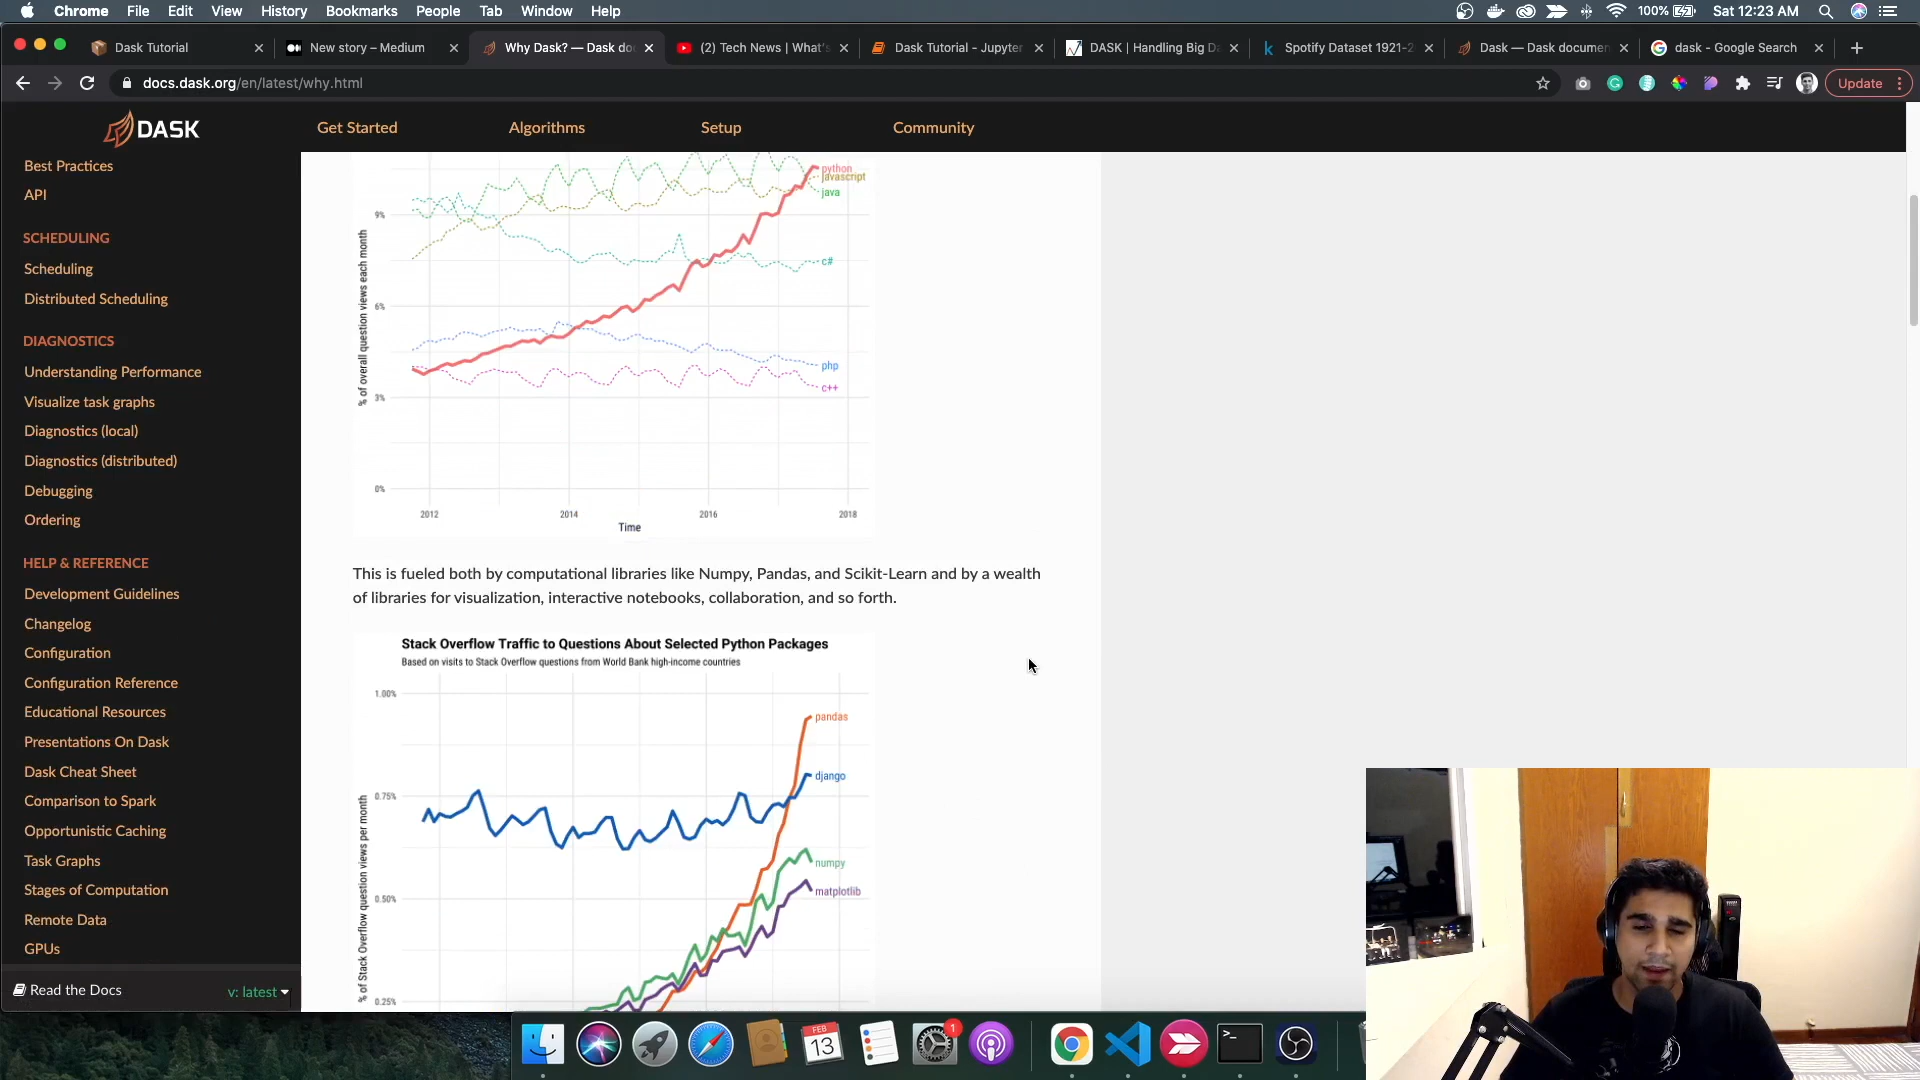 Chrome File Edit View History Bookmarks People Tab Window Help
100% Sat 12:23 AM
Dask Tutorial
New story – Medium
Why Dask? — Dask do
(2) Tech News | What's
Dask Tutorial - Jupyter
DASK | Handling Big D
Spotify Dataset 1921-2
Dask — Dask documen
dask - Google Search
docs.dask.org/en/latest/why.html
Update
DASK
Get Started
Algorithms
Setup
Community
Best Practices
API
SCHEDULING
Scheduling
Distributed Scheduling
DIAGNOSTICS
Understanding Performance
Visualize task graphs
Diagnostics (local)
Diagnostics (distributed)
Debugging
Ordering
HELP & REFERENCE
Development Guidelines
Changelog
Configuration
Configuration Reference
Educational Resources
Presentations On Dask
Dask Cheat Sheet
Comparison to Spark
Opportunistic Caching
Task Graphs
Stages of Computation
Remote Data
GPUs
Read the Docs
v: latest
python
javascript
java
c#
php
c++
9%
6%
3%
0%
% of overall question views each month
2012 2014 2016 2018
Time
This is fueled both by computational libraries like Numpy, Pandas, and Scikit-Learn and by a wealth
of libraries for visualization, interactive notebooks, collaboration, and so forth.
Stack Overflow Traffic to Questions About Selected Python Packages
Based on visits to Stack Overflow questions from World Bank high-income countries
1.00%
0.75%
0.50%
0.25%
% of Stack Overflow question views per month
pandas
django
numpy
matplotlib
FEB
13
1